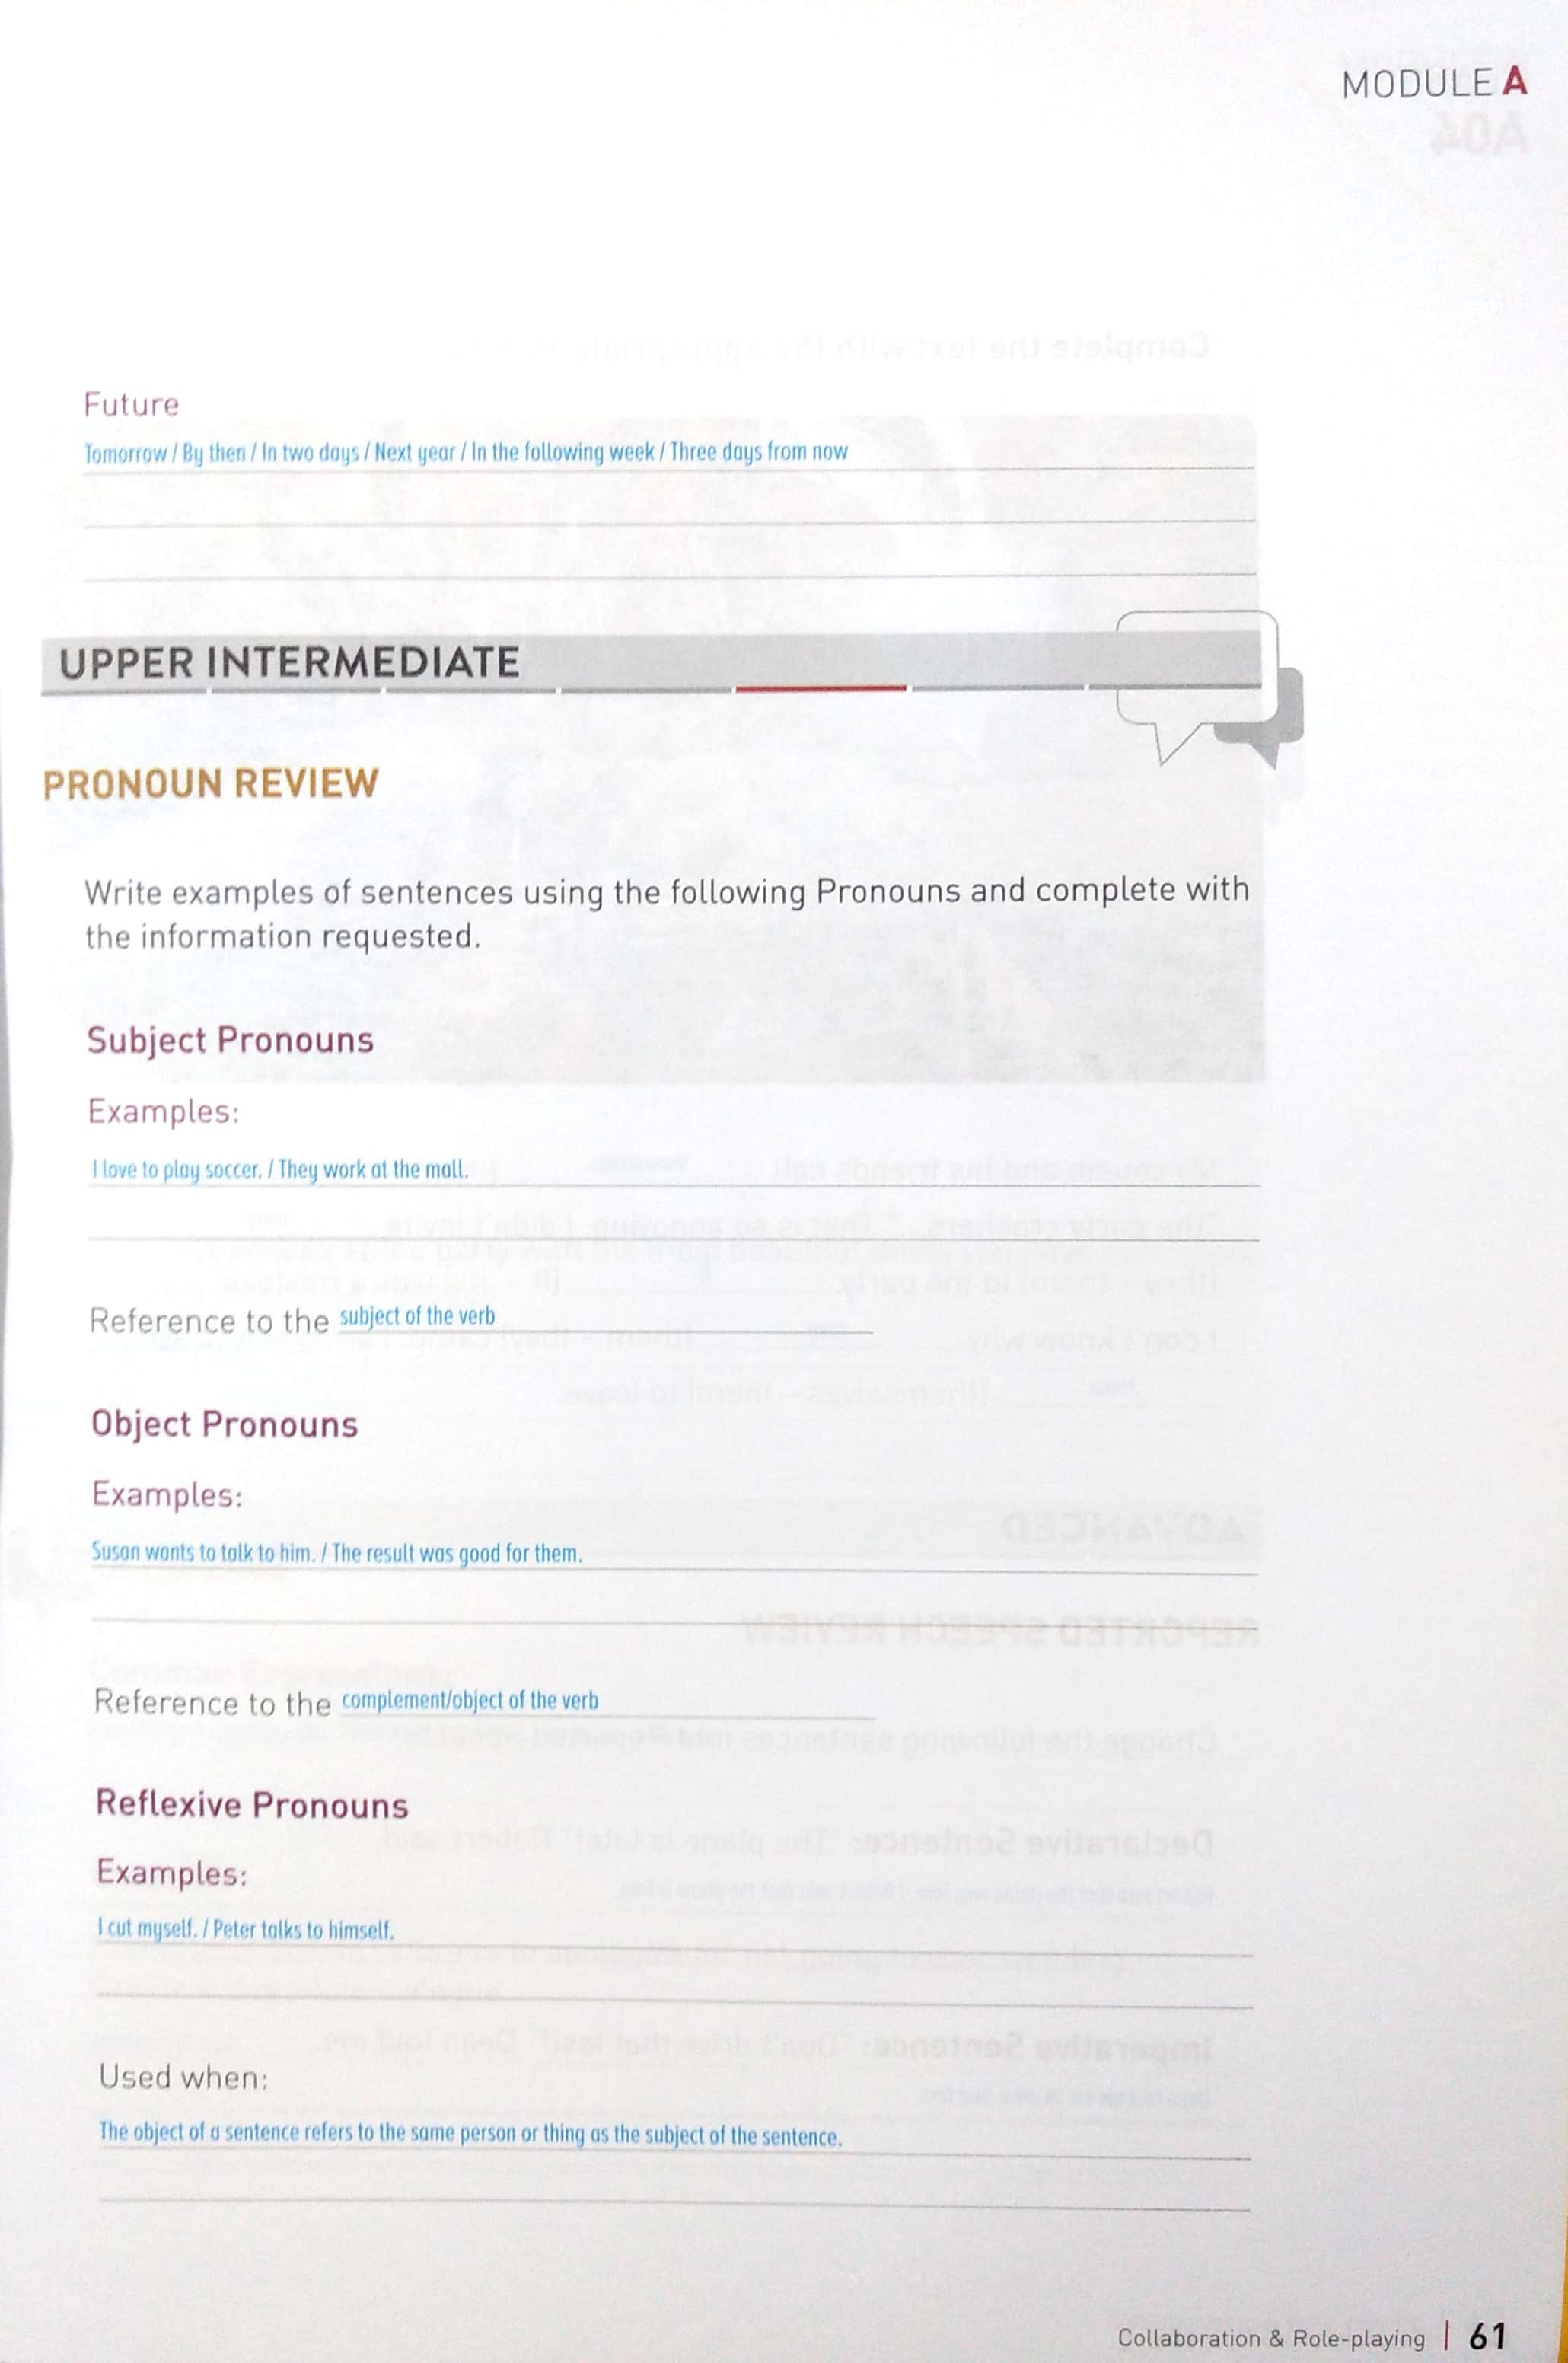 MODULE A
Future
Tomorrow / By then / In two days / Next year / In the following week / Three days from now
UPPER INTERMEDIATE
PRONOUN REVIEW
Write examples of sentences using the following Pronouns and complete with
the information requested.
Subject Pronouns
Examples:
I love to play soccer. / They work at the mall.
Reference to the subject of the verb
Object Pronouns
Examples:
Susan wants to talk to him. / The result was good for them.
Reference to the complement/object of the verb
Reflexive Pronouns
Examples:
I cut myself. / Peter talks to himself.
Used when:
The object of a sentence refers to the same person or thing as the subject of the sentence.
Collaboration & Role-playing | 61